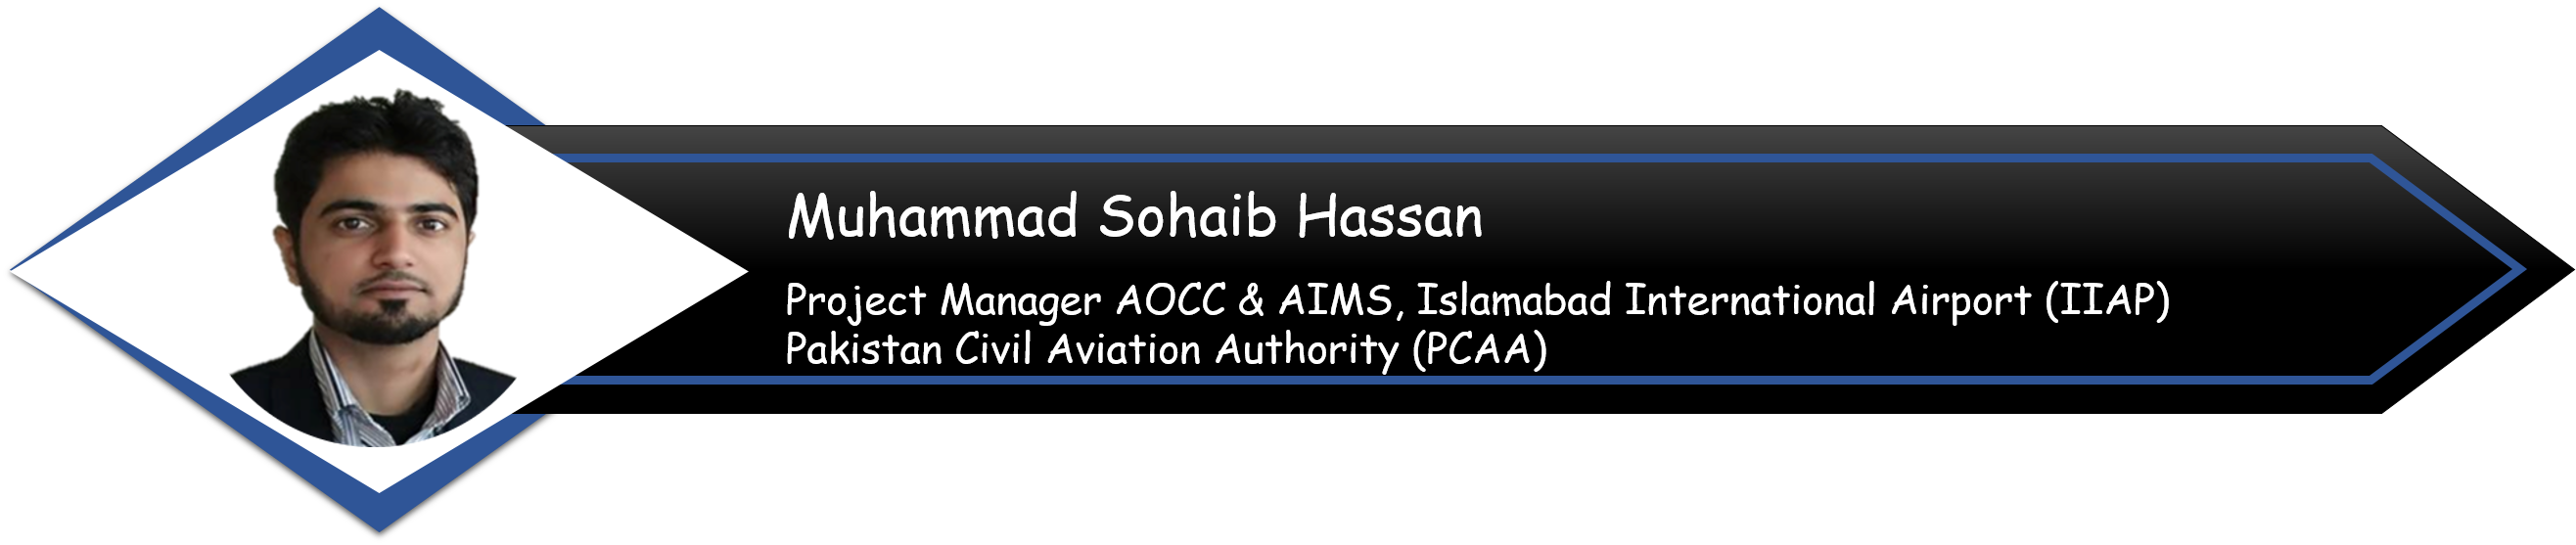 Muhammad Sohaib Hassan
Project Manager AOCC & AIMS, Islamabad International Airport (IIAP)
Pakistan Civil Aviation Authority (PCAA)